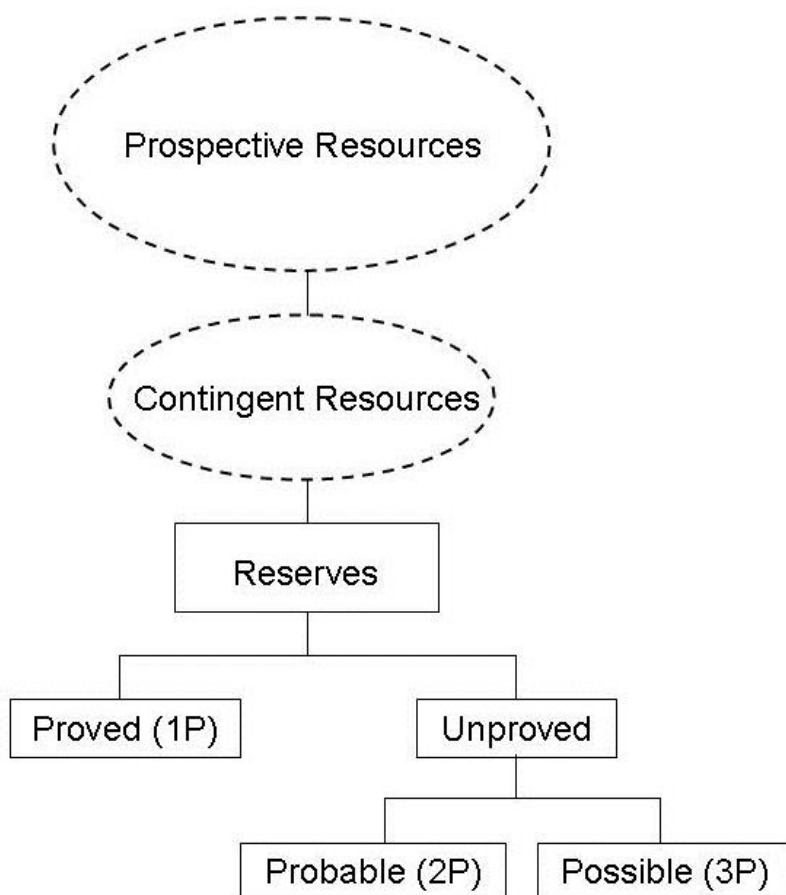 Prospective Resources
Contingent Resources
Reserves
Proved (1P)
Unproved
Probable (2P)
Possible (3P)